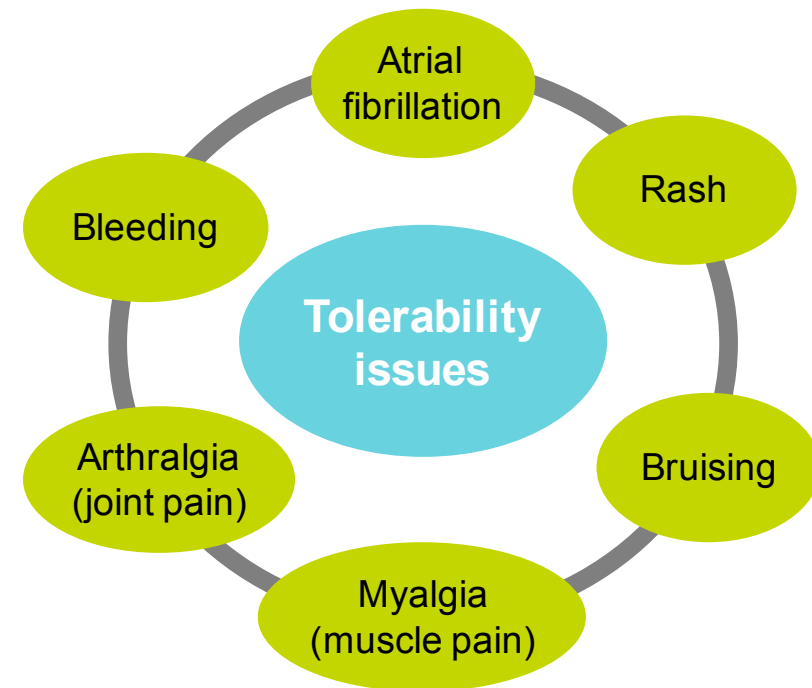 Atrial
fibrillation
Rash
Bleeding
Tolerability
issues
Arthralgia
(joint pain)
Bruising
Myalgia
(muscle pain)